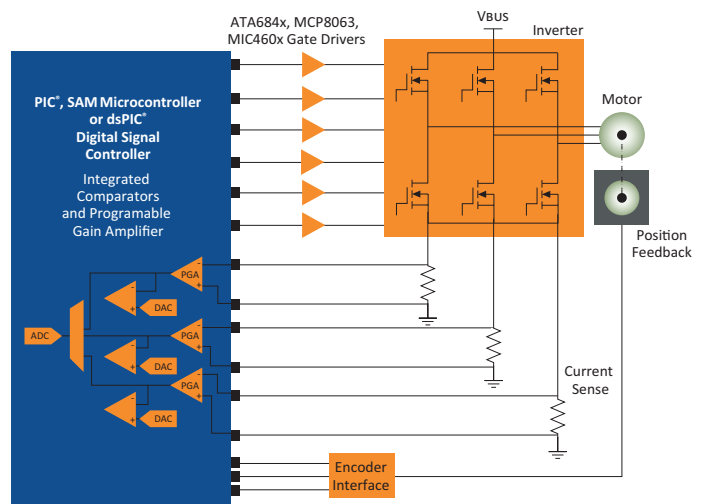 ATA684x, MCP8063,
MIC460x Gate Drivers
VBUS
Inverter
PIC®, SAM Microcontroller
or dsPIC®
Digital Signal
Controller
Integrated
Comparators
and Programable
Gain Amplifier
Motor
Position
Feedback
-
PGA
+
-
+
DAC
-
PGA
+
ADC
-
+
DAC
-
PGA
+
-
+
DAC
Current
Sense
Encoder
Interface